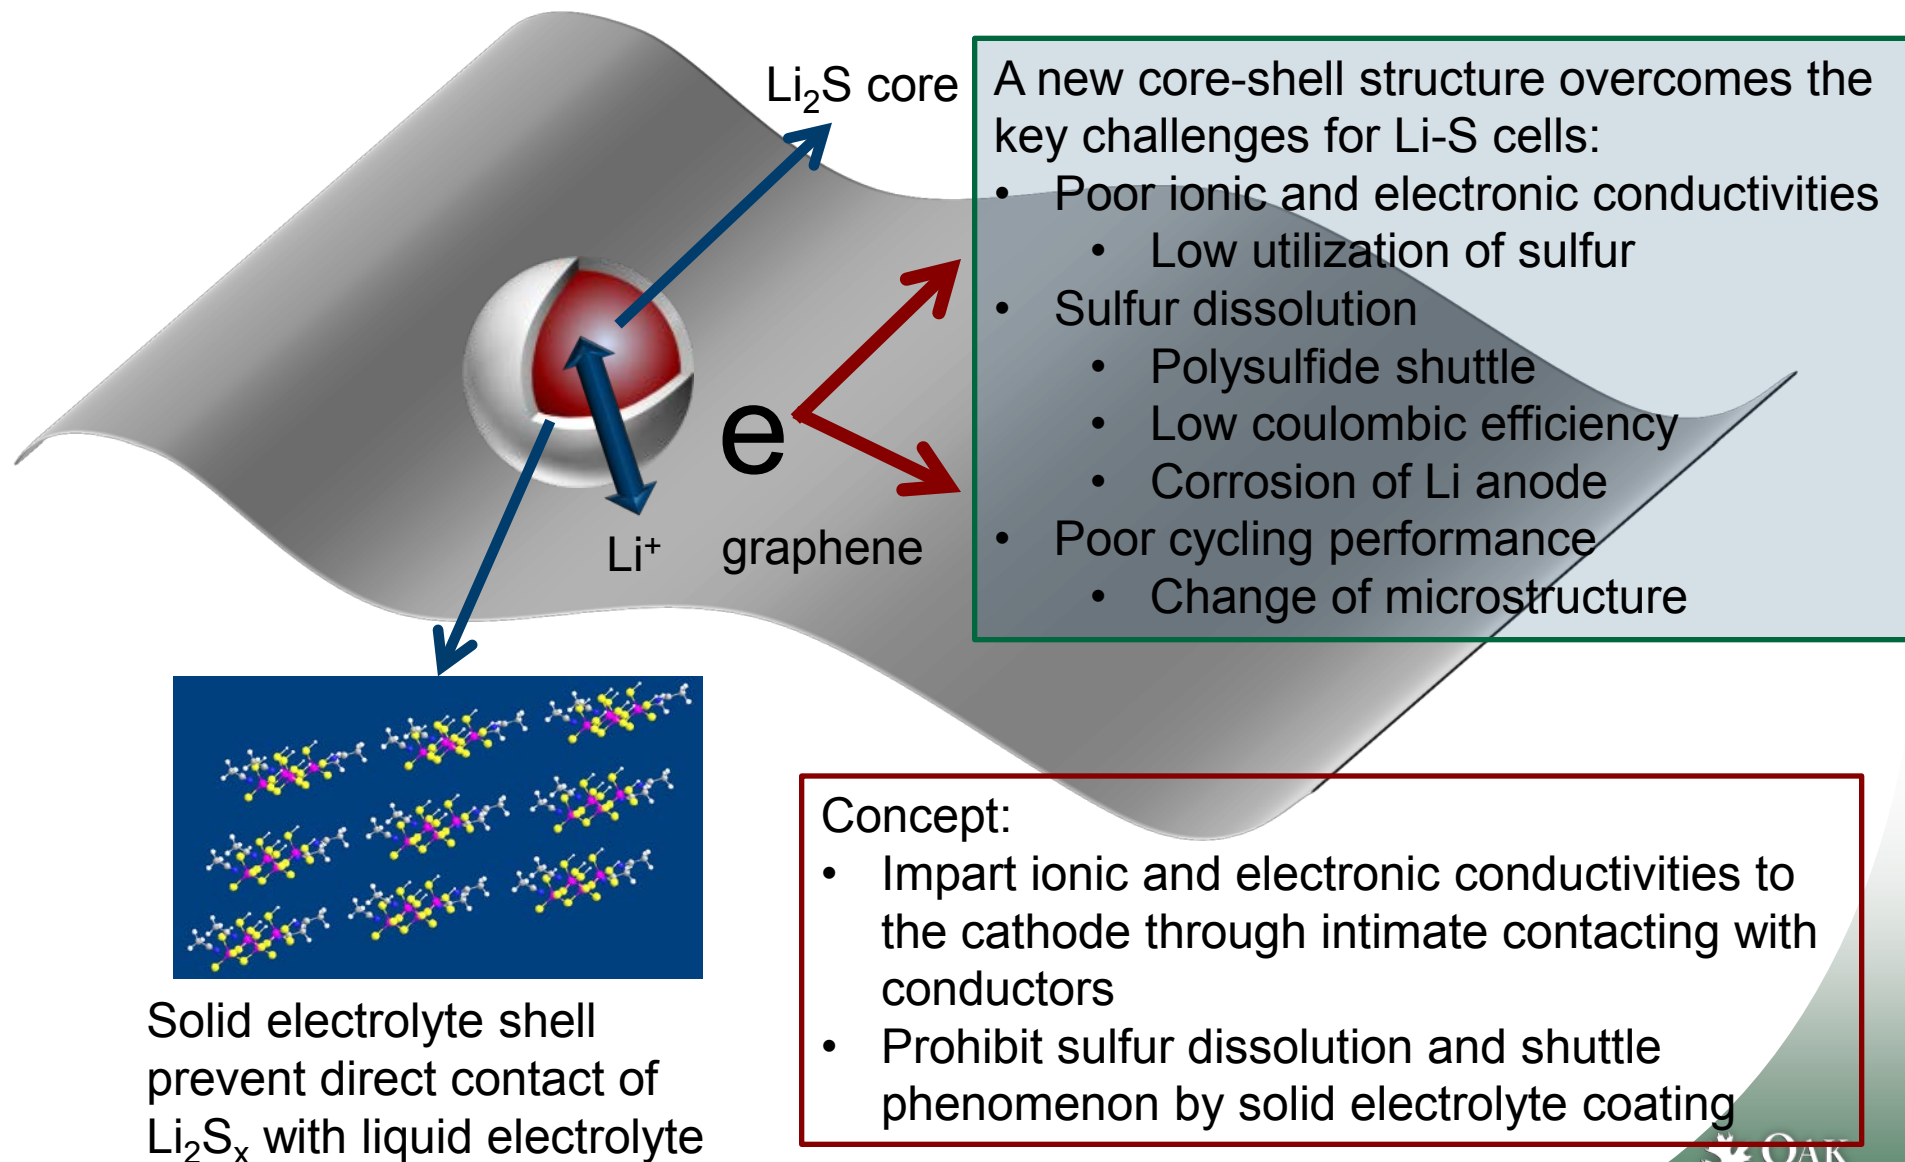 Li₂S core
A new core-shell structure overcomes the
key challenges for Li-S cells:
• Poor ionic and electronic conductivities
• Low utilization of sulfur
• Sulfur dissolution
• Polysulfide shuttle
• Low coulombic efficiency
• Corrosion of Li anode
• Poor cycling performance
• Change of microstructure
e
Li⁺
graphene
Solid electrolyte shell
prevent direct contact of
Li₂Sₓ with liquid electrolyte
Concept:
• Impart ionic and electronic conductivities to
the cathode through intimate contacting with
conductors
• Prohibit sulfur dissolution and shuttle
phenomenon by solid electrolyte coating
OAK